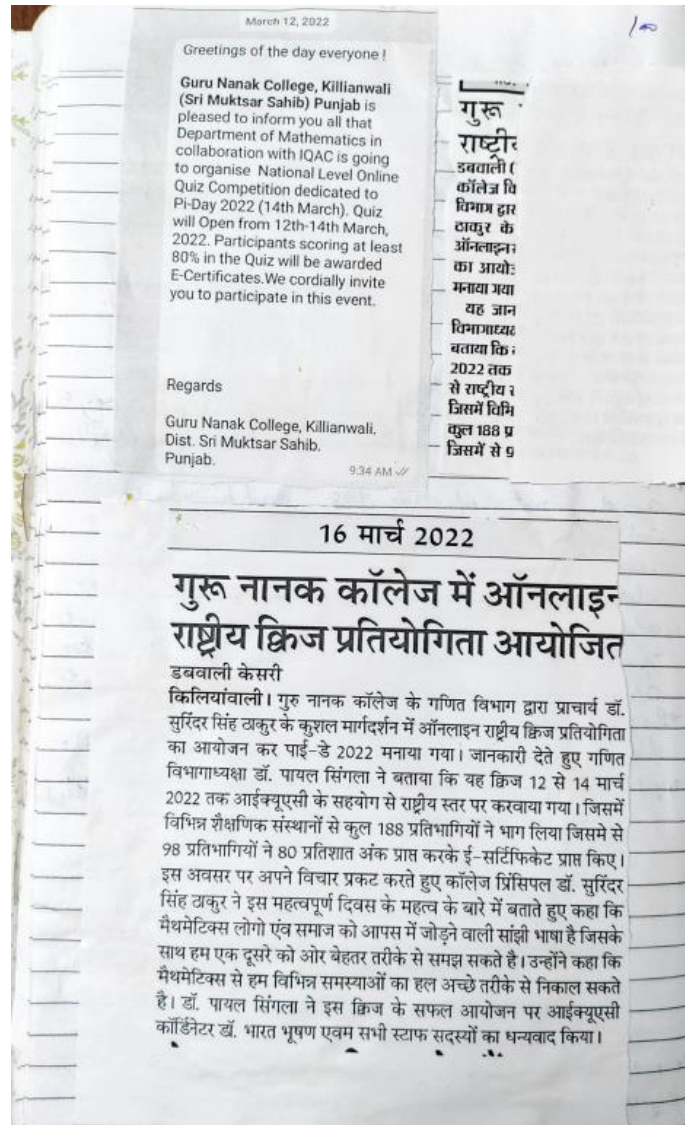 March 12, 2022
Greetings of the day everyone !
Guru Nanak College, Killianwali
(Sri Muktsar Sahib) Punjab is
pleased to inform you all that
Department of Mathematics in
collaboration with IQAC is going
to organise National Level Online
Quiz Competition dedicated to
Pi-Day 2022 (14th March). Quiz
will Open from 12th-14th March,
2022. Participants scoring at least
80% in the Quiz will be awarded
E-Certificates.We cordially invite
you to participate in this event.
Regards
Guru Nanak College, Killianwali.
Dist. Sri Muktsar Sahib.
Punjab.
9:34 AM
गुरू
राष्ट्रीय
डबवाली (
कॉलेज वि
विभाग द्वार
ठाकुर के
ऑनलाइन
का आयो
मनाया गया
यह जान
विभागाध्यक्ष
बताया कि
2022 तक
से राष्ट्रीय
जिसमें विभि
कुल 188 प्र
जिसमें से 9
16 मार्च 2022
गुरू नानक कॉलेज में ऑनलाइन
राष्ट्रीय क्विज प्रतियोगिता आयोजित
डबवाली केसरी
किलियांवाली। गुरु नानक कॉलेज के गणित विभाग द्वारा प्राचार्य डॉ.
सुरिंदर सिंह ठाकुर के कुशल मार्गदर्शन में ऑनलाइन राष्ट्रीय क्विज प्रतियोगिता
का आयोजन कर पाई-डे 2022 मनाया गया। जानकारी देते हुए गणित
विभागाध्यक्षा डॉ. पायल सिंगला ने बताया कि यह क्विज 12 से 14 मार्च
2022 तक आईक्यूएसी के सहयोग से राष्ट्रीय स्तर पर करवाया गया। जिसमें
विभिन्न शैक्षणिक संस्थानों से कुल 188 प्रतिभागियों ने भाग लिया जिसमे से
98 प्रतिभागियों ने 80 प्रतिशात अंक प्राप्त करके ई-सर्टिफिकेट प्राप्त किए।
इस अवसर पर अपने विचार प्रकट करते हुए कॉलेज प्रिंसिपल डॉ. सुरिंदर
सिंह ठाकुर ने इस महत्वपूर्ण दिवस के महत्व के बारे में बताते हुए कहा कि
मैथमेटिक्स लोगो एंव समाज को आपस में जोड़ने वाली सांझी भाषा है जिसके
साथ हम एक दूसरे को ओर बेहतर तरीके से समझ सकते है। उन्होंने कहा कि
मैथमेटिक्स से हम विभिन्न समस्याओं का हल अच्छे तरीके से निकाल सकते
है। डॉ. पायल सिंगला ने इस क्विज के सफल आयोजन पर आईक्यूएसी
कॉर्डिनेटर डॉ. भारत भूषण एवम सभी स्टाफ सदस्यों का धन्यवाद किया।